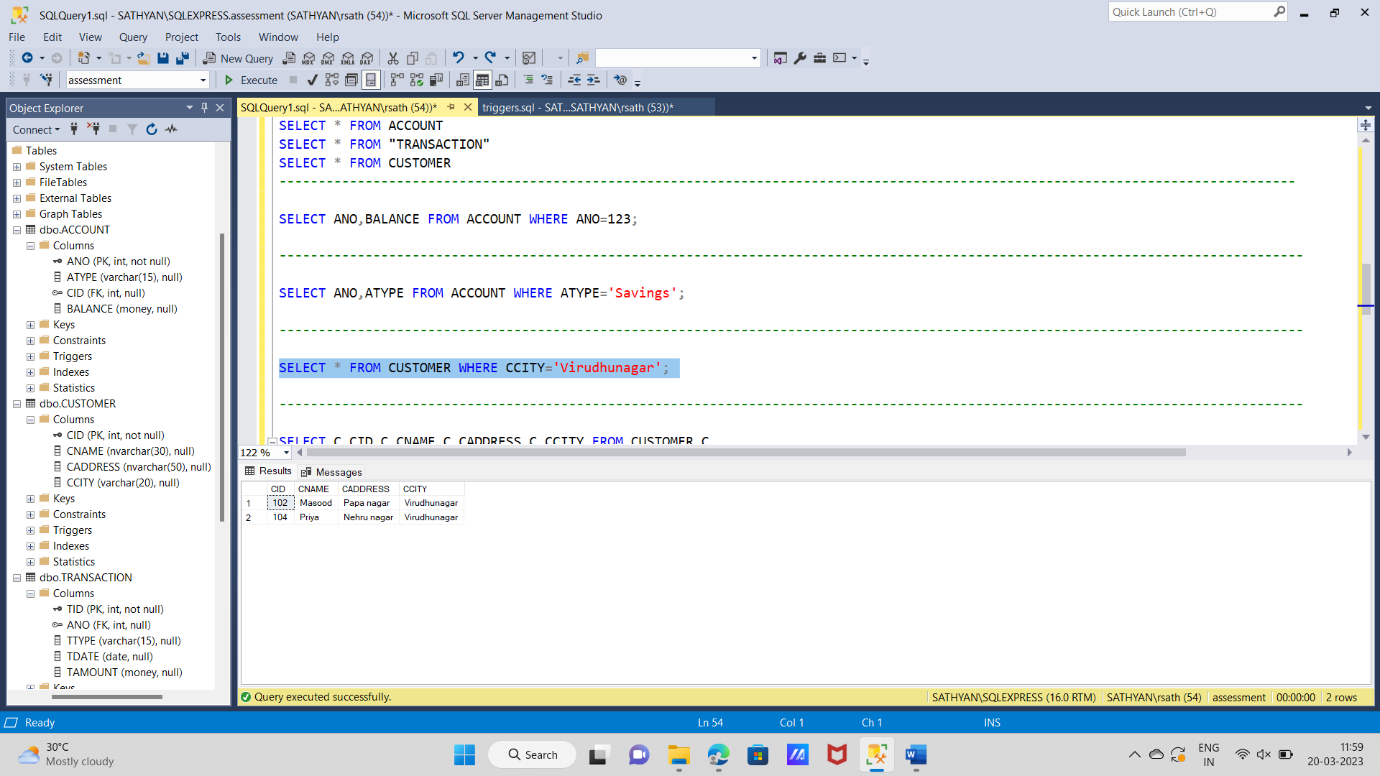 SQLQuery1.sql - SATHYAN\SQLEXPRESS.assessment (SATHYAN\rsath (54))* - Microsoft SQL Server Management Studio
Quick Launch (Ctrl+Q)
File Edit View Query Project Tools Window Help
New Query
assessment
Execute
Object Explorer
SQLQuery1.sql - SA...ATHYAN\rsath (54))*
triggers.sql - SAT...SATHYAN\rsath (53))*
Connect
Tables
System Tables
FileTables
External Tables
Graph Tables
dbo.ACCOUNT
Columns
ANO (PK, int, not null)
ATYPE (varchar(15), null)
CID (FK, int, null)
BALANCE (money, null)
Keys
Constraints
Triggers
Indexes
Statistics
dbo.CUSTOMER
Columns
CID (PK, int, not null)
CNAME (nvarchar(30), null)
CADDRESS (nvarchar(50), null)
CCITY (varchar(20), null)
Keys
Constraints
Triggers
Indexes
Statistics
dbo.TRANSACTION
Columns
TID (PK, int, not null)
ANO (FK, int, null)
TTYPE (varchar(15), null)
TDATE (date, null)
TAMOUNT (money, null)
Keys
SELECT * FROM ACCOUNT
SELECT * FROM "TRANSACTION"
SELECT * FROM CUSTOMER
SELECT ANO,BALANCE FROM ACCOUNT WHERE ANO=123;
SELECT ANO,ATYPE FROM ACCOUNT WHERE ATYPE='Savings';
SELECT * FROM CUSTOMER WHERE CCITY='Virudhunagar';
SELECT C.CID,C.CNAME,C.CADDRESS,C.CCITY FROM CUSTOMER C
122 %
Results Messages
CID CNAME CADDRESS CCITY
1 102 Masood Papa nagar Virudhunagar
2 104 Priya Nehru nagar Virudhunagar
Query executed successfully.
SATHYAN\SQLEXPRESS (16.0 RTM) SATHYAN\rsath (54) assessment 00:00:00 2 rows
Ready
Ln 54 Col 1 Ch 1 INS
30°C
Mostly cloudy
Search
ENG
IN
11:59
20-03-2023